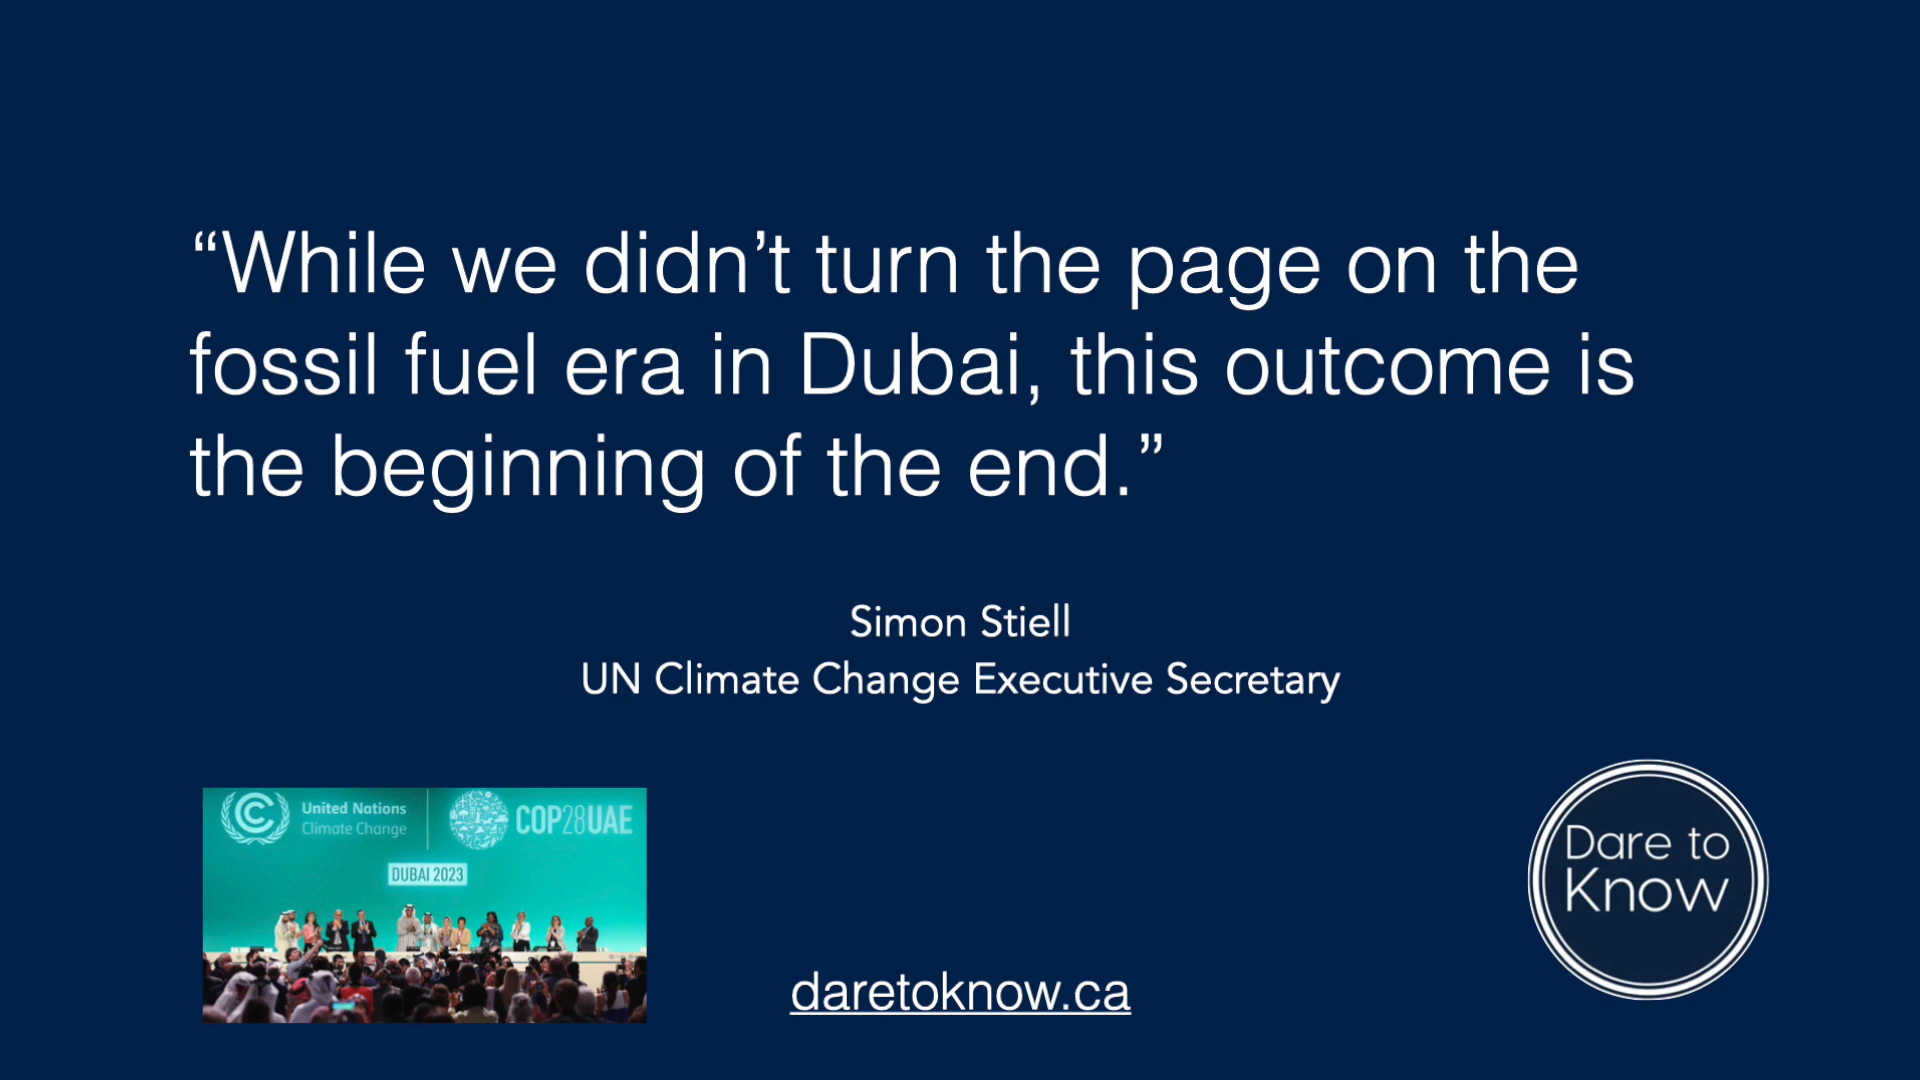 “While we didn’t turn the page on the
fossil fuel era in Dubai, this outcome is
the beginning of the end.”
Simon Stiell
UN Climate Change Executive Secretary
United Nations
Climate Change
COP28UAE
DUBAI 2023
Dare to
Know
daretoknow.ca